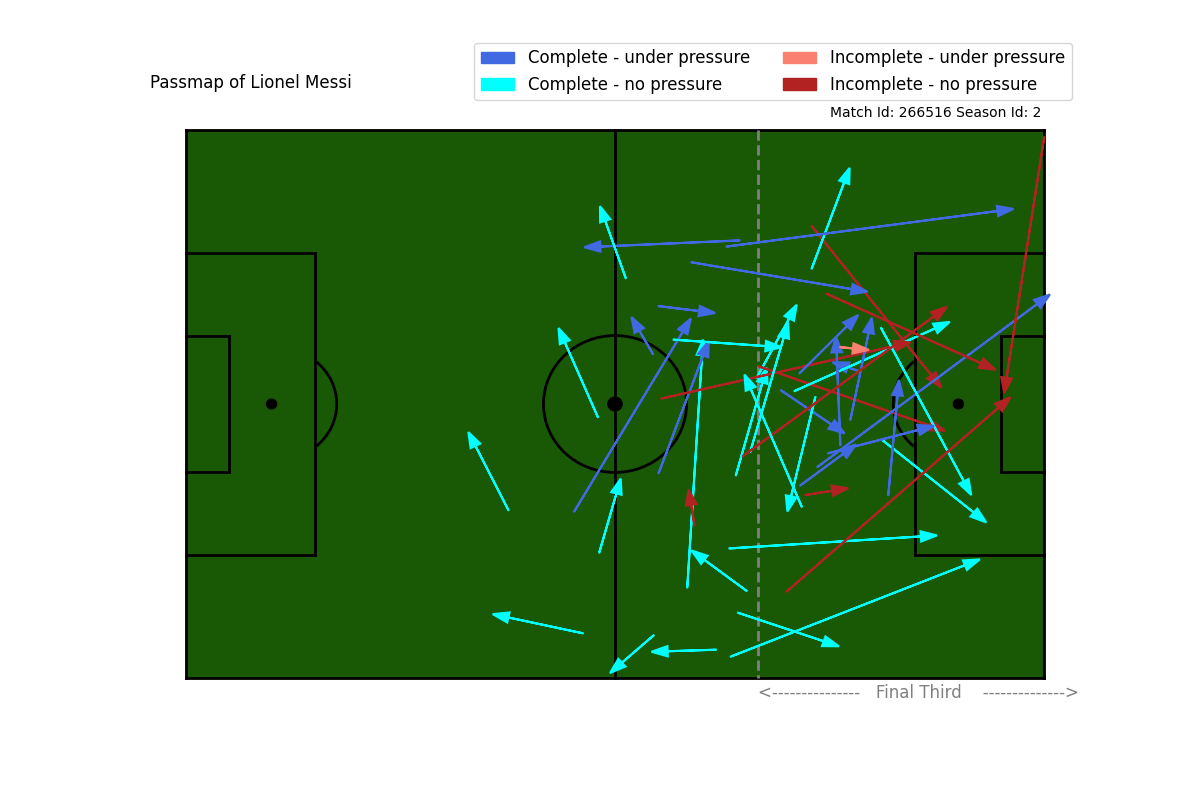 Passmap of Lionel Messi
Complete - under pressure
Complete - no pressure
Incomplete - under pressure
Incomplete - no pressure
Match Id: 266516 Season Id: 2
<--------------- Final Third -------------->